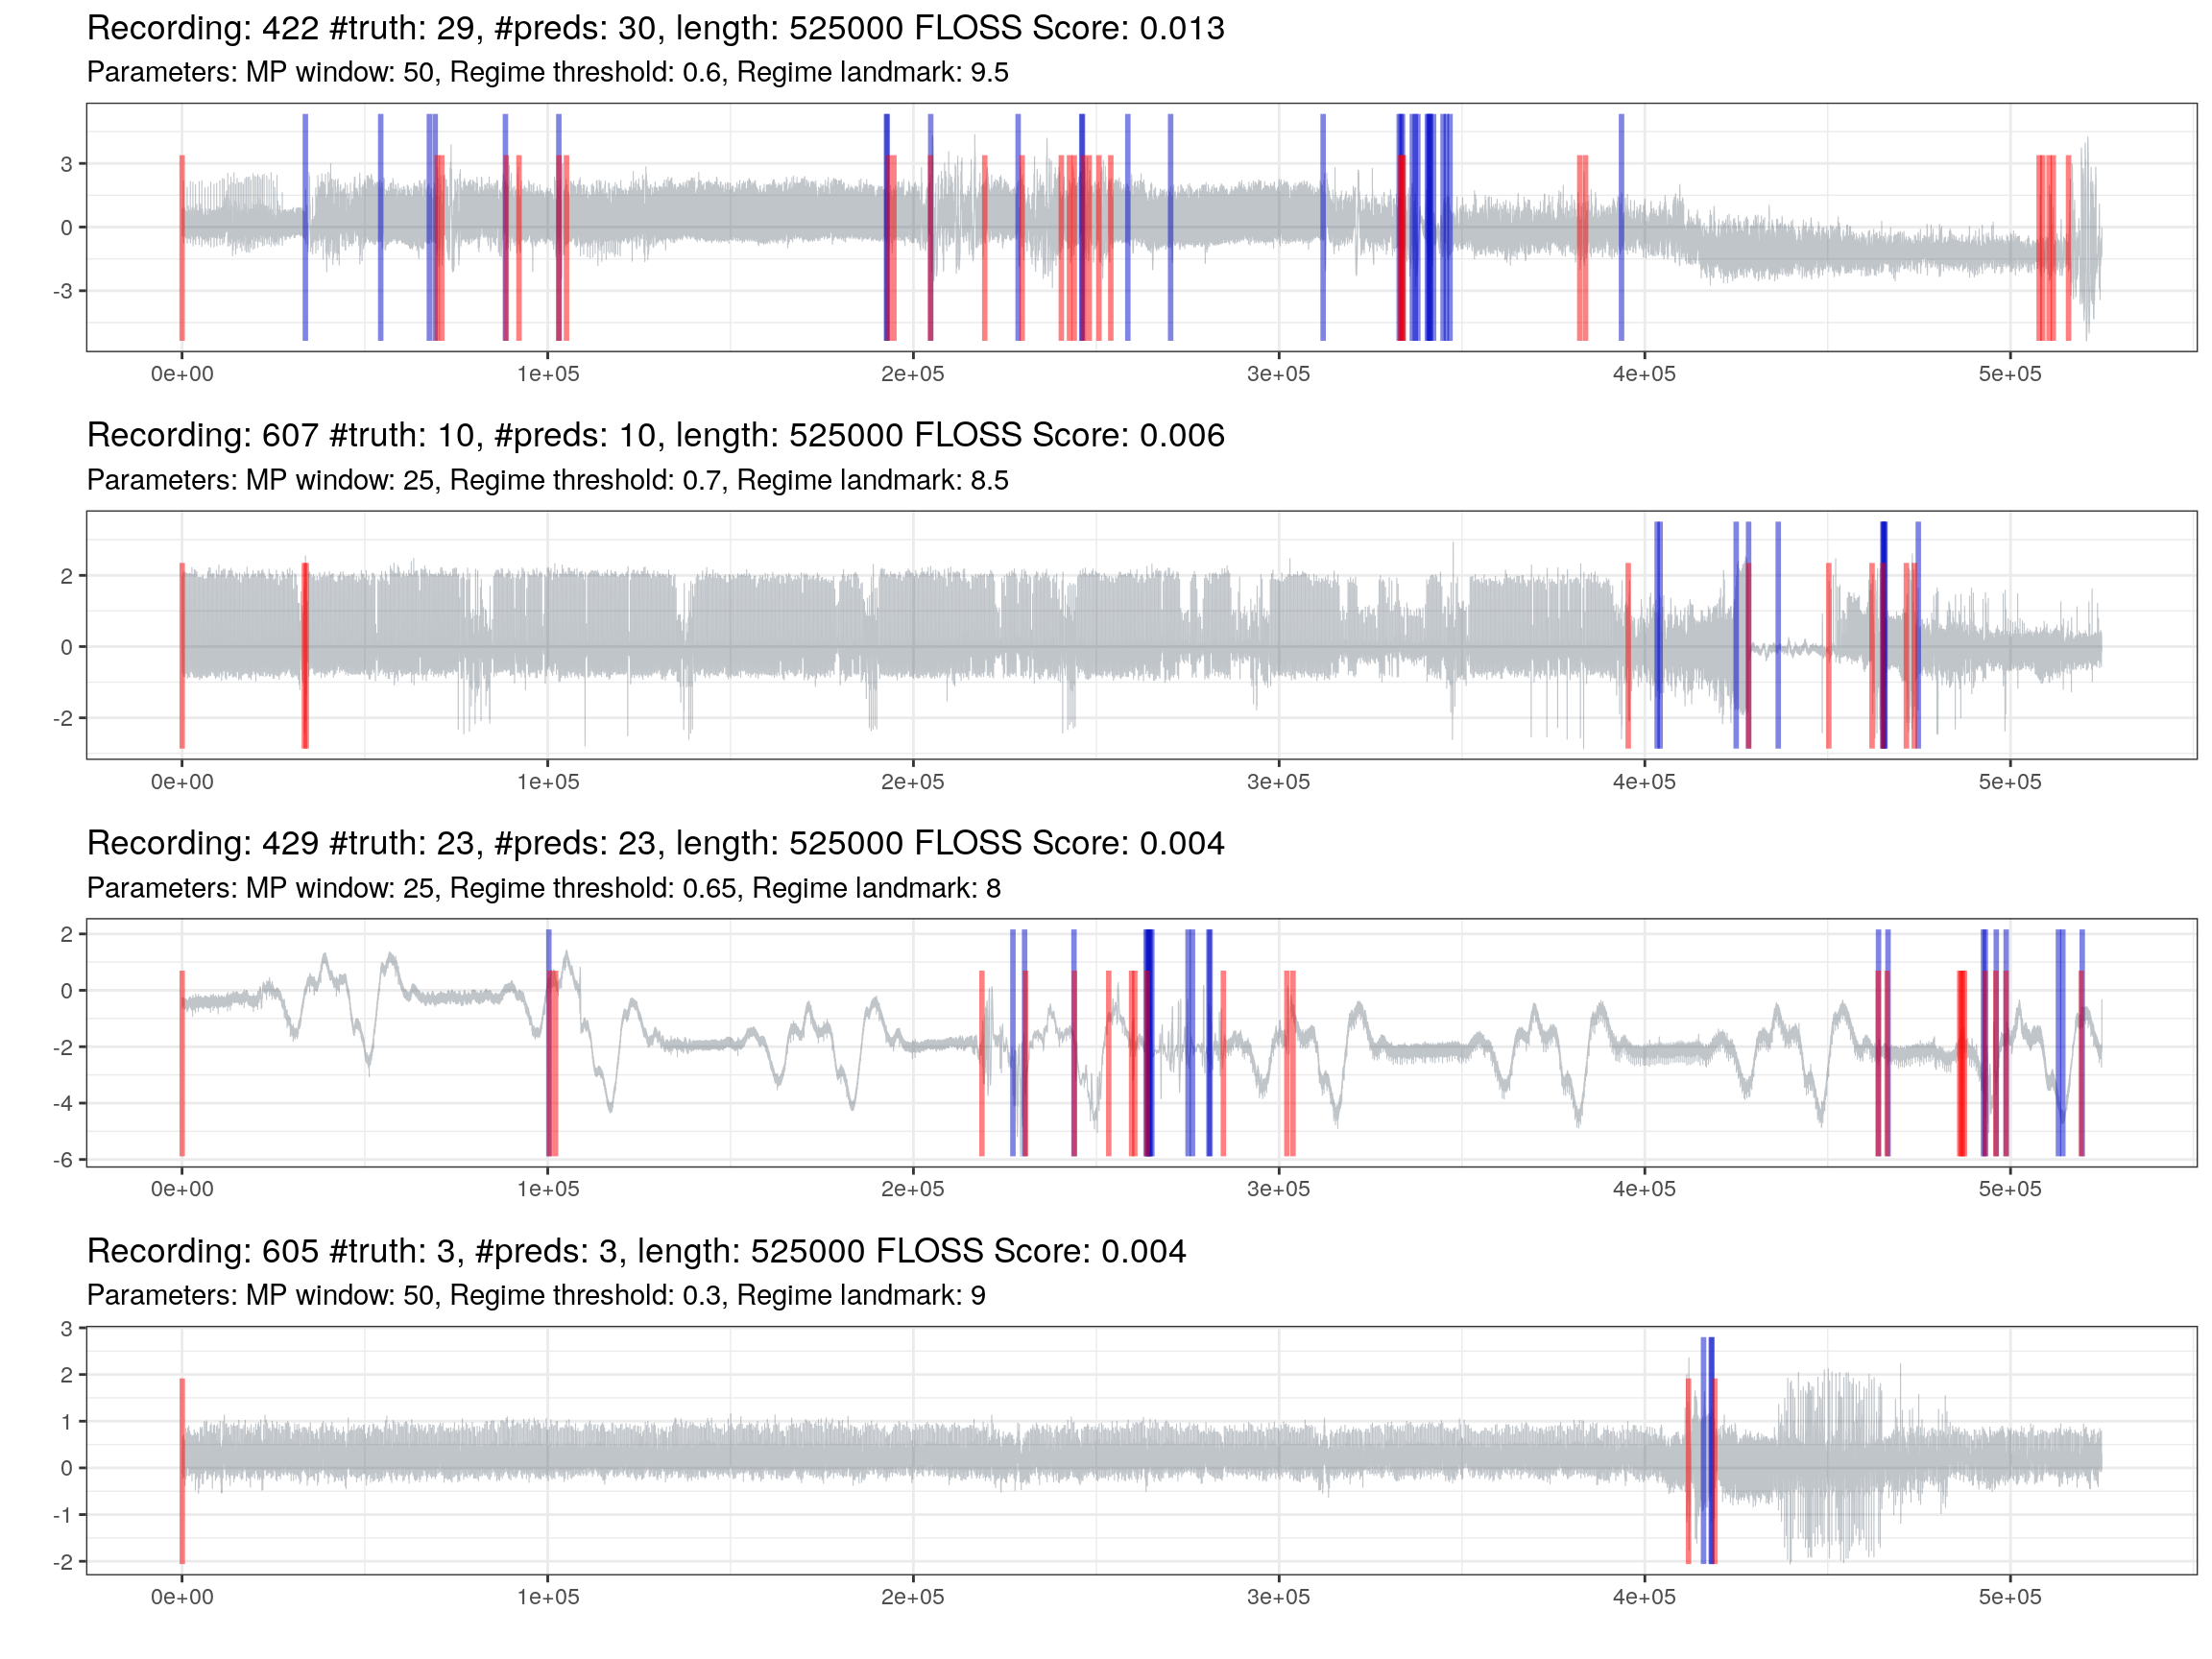 Recording: 422 #truth: 29, #preds: 30, length: 525000 FLOSS Score: 0.013
Parameters: MP window: 50, Regime threshold: 0.6, Regime landmark: 9.5
3
0
-3
0e+00 1e+05 2e+05 3e+05 4e+05 5e+05
Recording: 607 #truth: 10, #preds: 10, length: 525000 FLOSS Score: 0.006
Parameters: MP window: 25, Regime threshold: 0.7, Regime landmark: 8.5
2
0
-2
0e+00 1e+05 2e+05 3e+05 4e+05 5e+05
Recording: 429 #truth: 23, #preds: 23, length: 525000 FLOSS Score: 0.004
Parameters: MP window: 25, Regime threshold: 0.65, Regime landmark: 8
2
0
-2
-4
-6
0e+00 1e+05 2e+05 3e+05 4e+05 5e+05
Recording: 605 #truth: 3, #preds: 3, length: 525000 FLOSS Score: 0.004
Parameters: MP window: 50, Regime threshold: 0.3, Regime landmark: 9
3
2
1
0
-1
-2
0e+00 1e+05 2e+05 3e+05 4e+05 5e+05